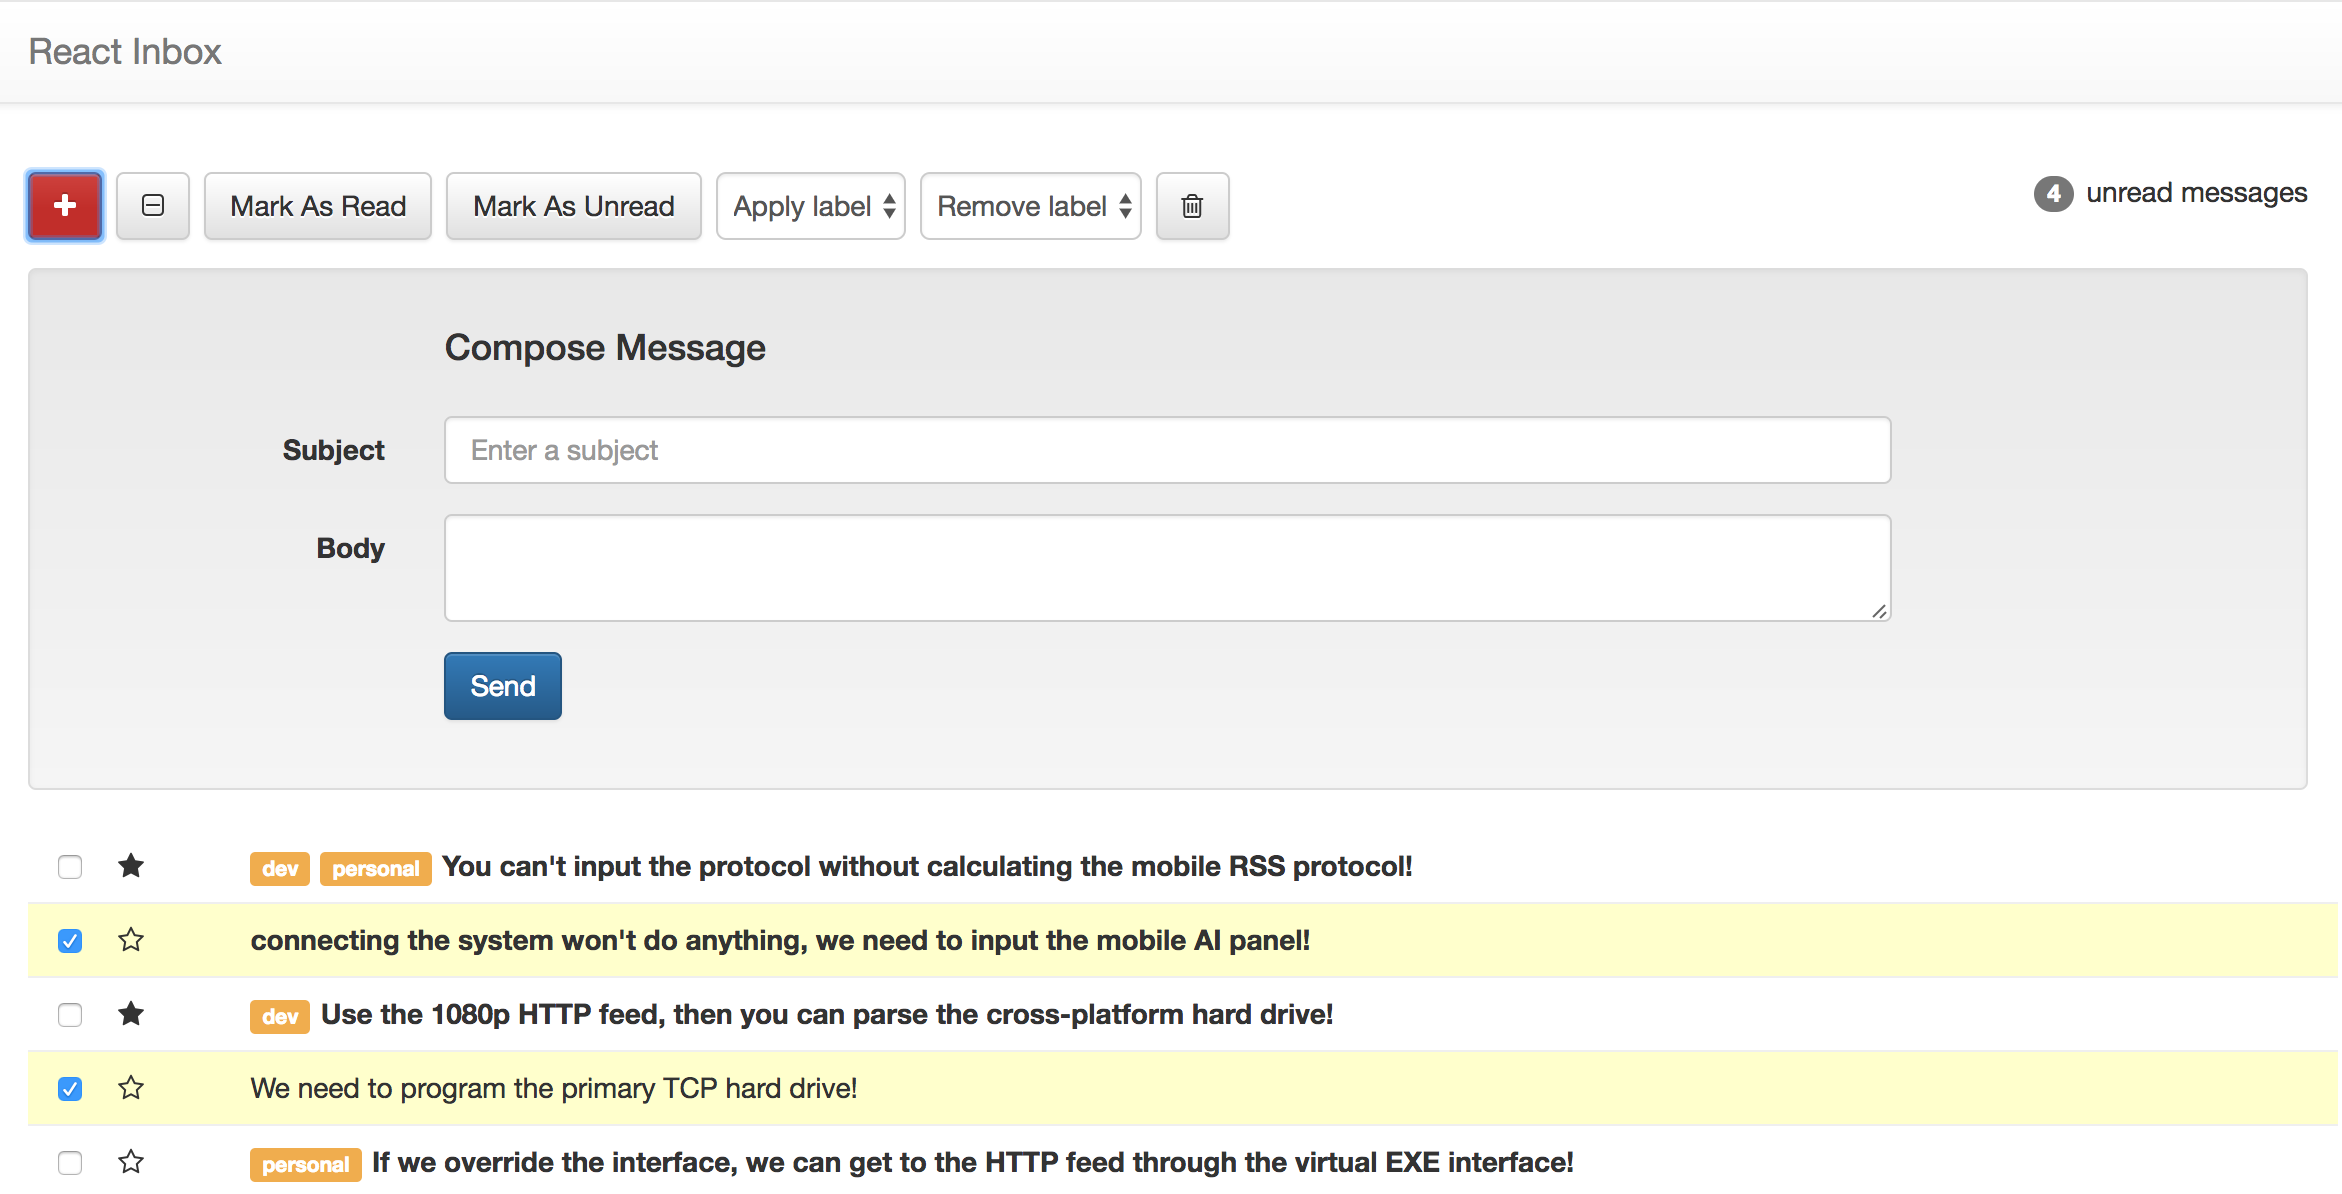 React Inbox
Mark As Read Mark As Unread Apply label Remove label 4 unread messages
Compose Message
Subject Enter a subject
Body
Send
dev personal You can't input the protocol without calculating the mobile RSS protocol!
connecting the system won't do anything, we need to input the mobile AI panel!
dev Use the 1080p HTTP feed, then you can parse the cross-platform hard drive!
We need to program the primary TCP hard drive!
personal If we override the interface, we can get to the HTTP feed through the virtual EXE interface!